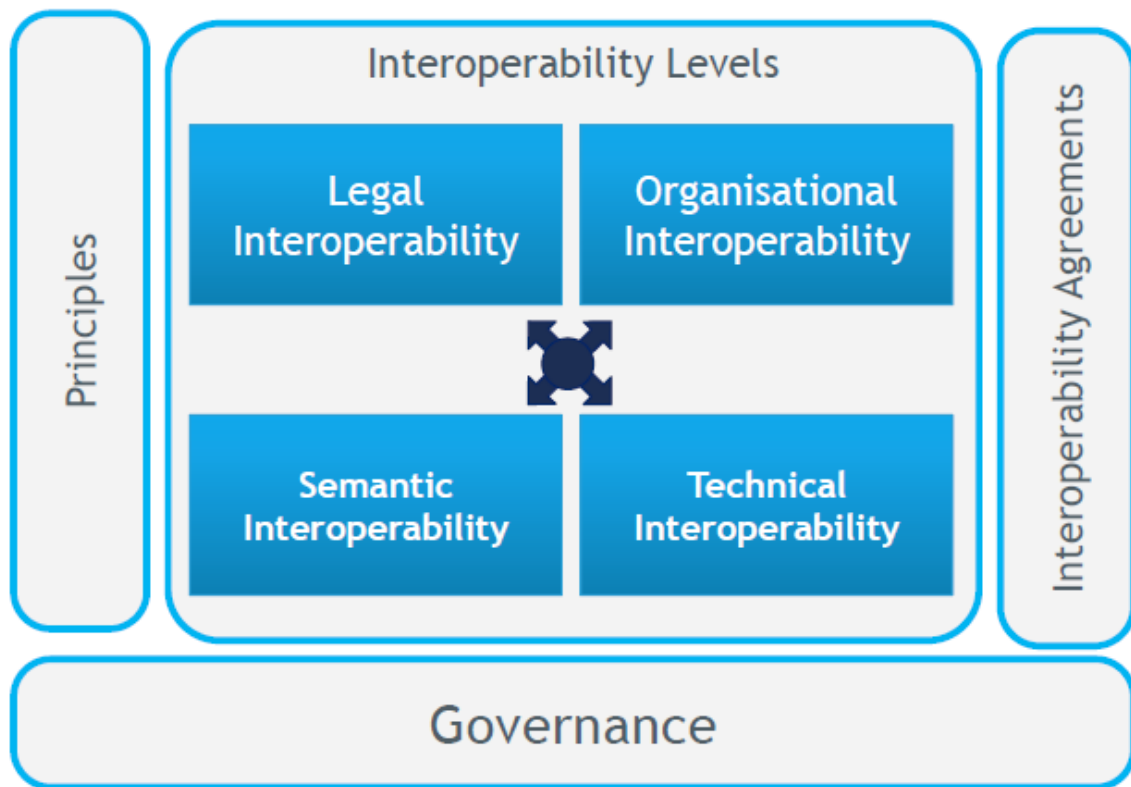 Principles
Interoperability Levels
Legal
Interoperability
Organisational
Interoperability
Semantic
Interoperability
Technical
Interoperability
Interoperability Agreements
Governance